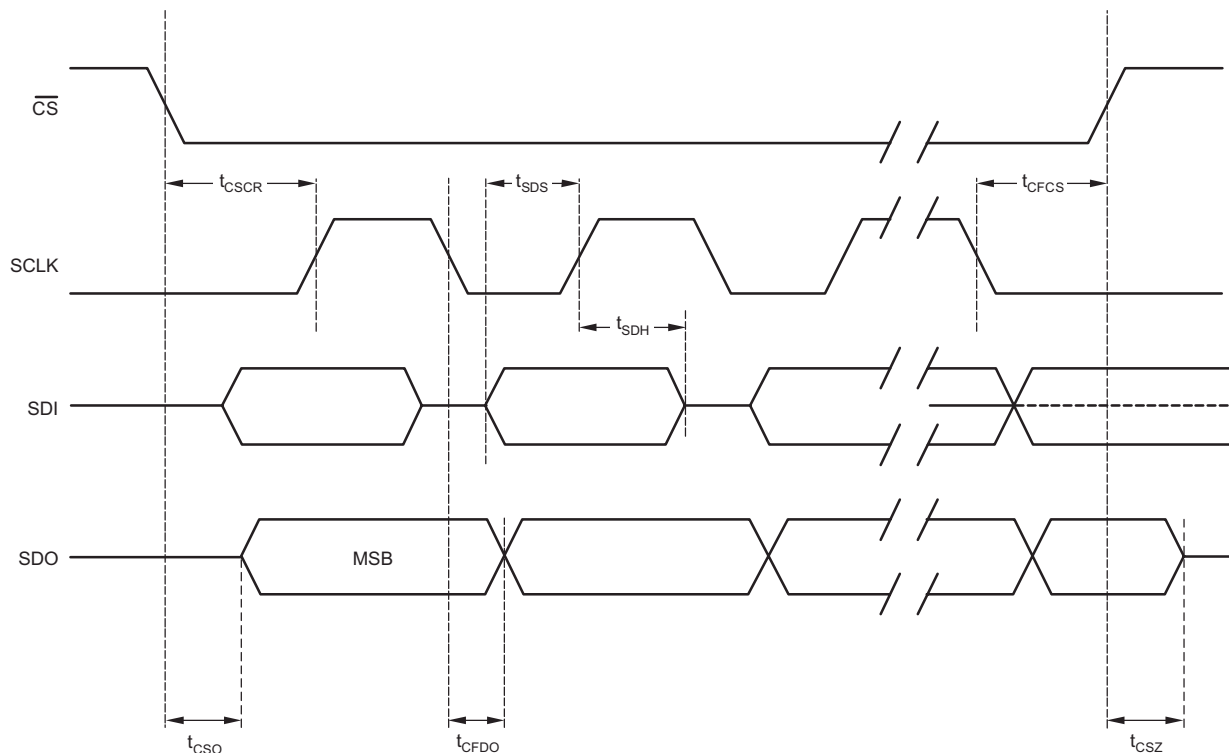 CS
tCSCR
tSDS
tCFCS
SCLK
tSDH
SDI
SDO
MSB
tCSO
tCFDO
tCSZ